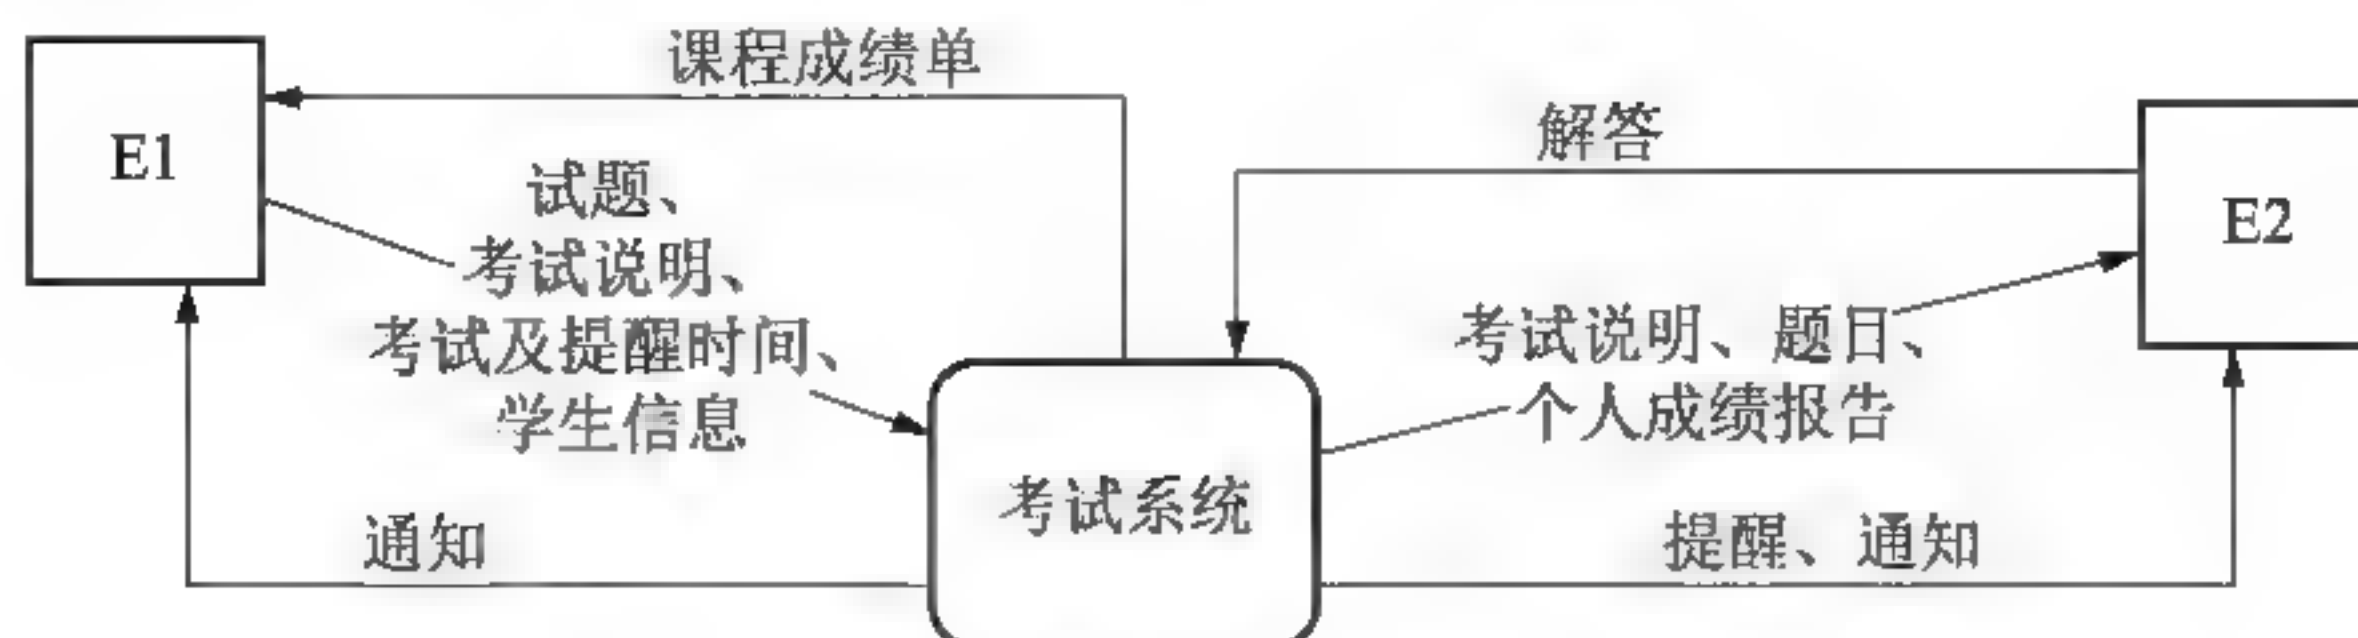 课程成绩单
解答
E1
试题、
E2
考试说明、
考试及提醒时间、
考试说明、题日、
学生信息
个人成绩报告
考试系统
通知
提醒、通知